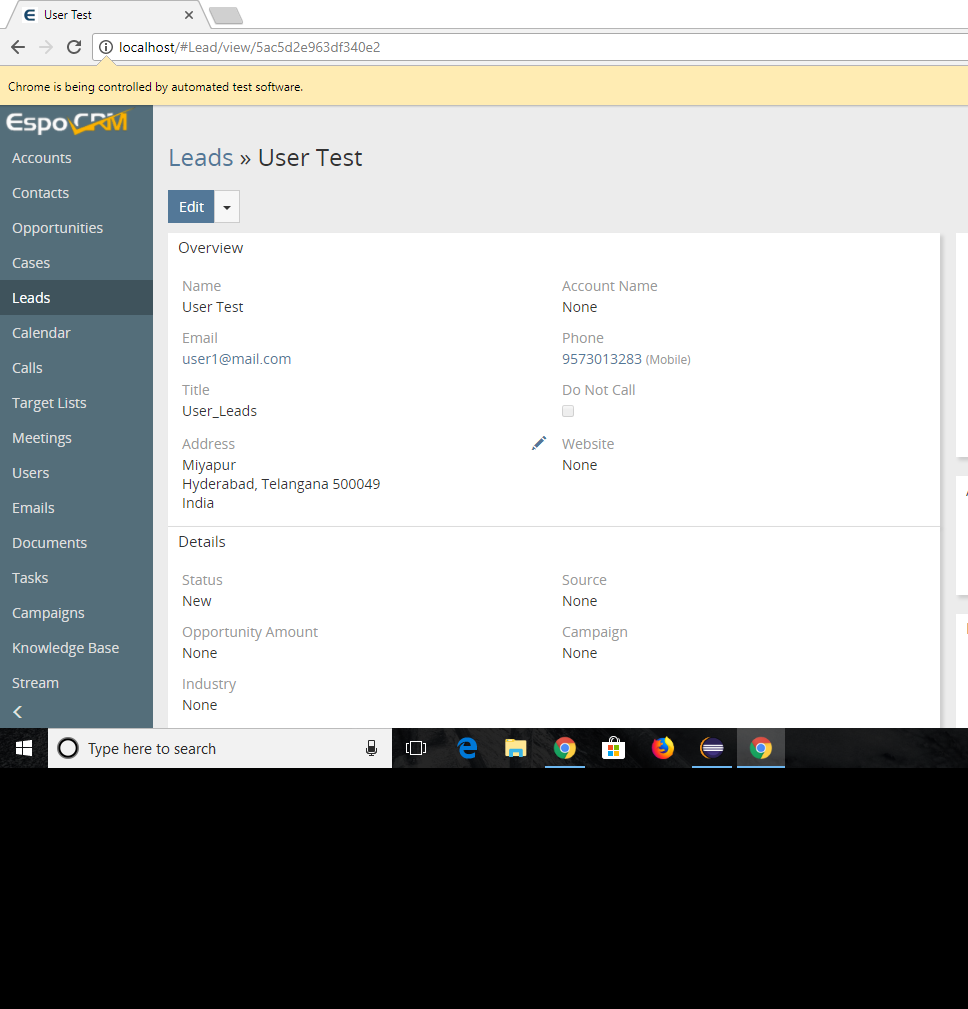 User Test
localhost/#Lead/view/5ac5d2e963df340e2
Chrome is being controlled by automated test software.
EspoCRM
Accounts
Contacts
Opportunities
Cases
Leads
Calendar
Calls
Target Lists
Meetings
Users
Emails
Documents
Tasks
Campaigns
Knowledge Base
Stream
Leads » User Test
Edit
Overview
Name
User Test
Account Name
None
Email
user1@mail.com
Phone
9573013283 (Mobile)
Title
User_Leads
Do Not Call
Address
Miyapur
Hyderabad, Telangana 500049
India
Website
None
Details
Status
New
Source
None
Opportunity Amount
None
Campaign
None
Industry
None
Type here to search